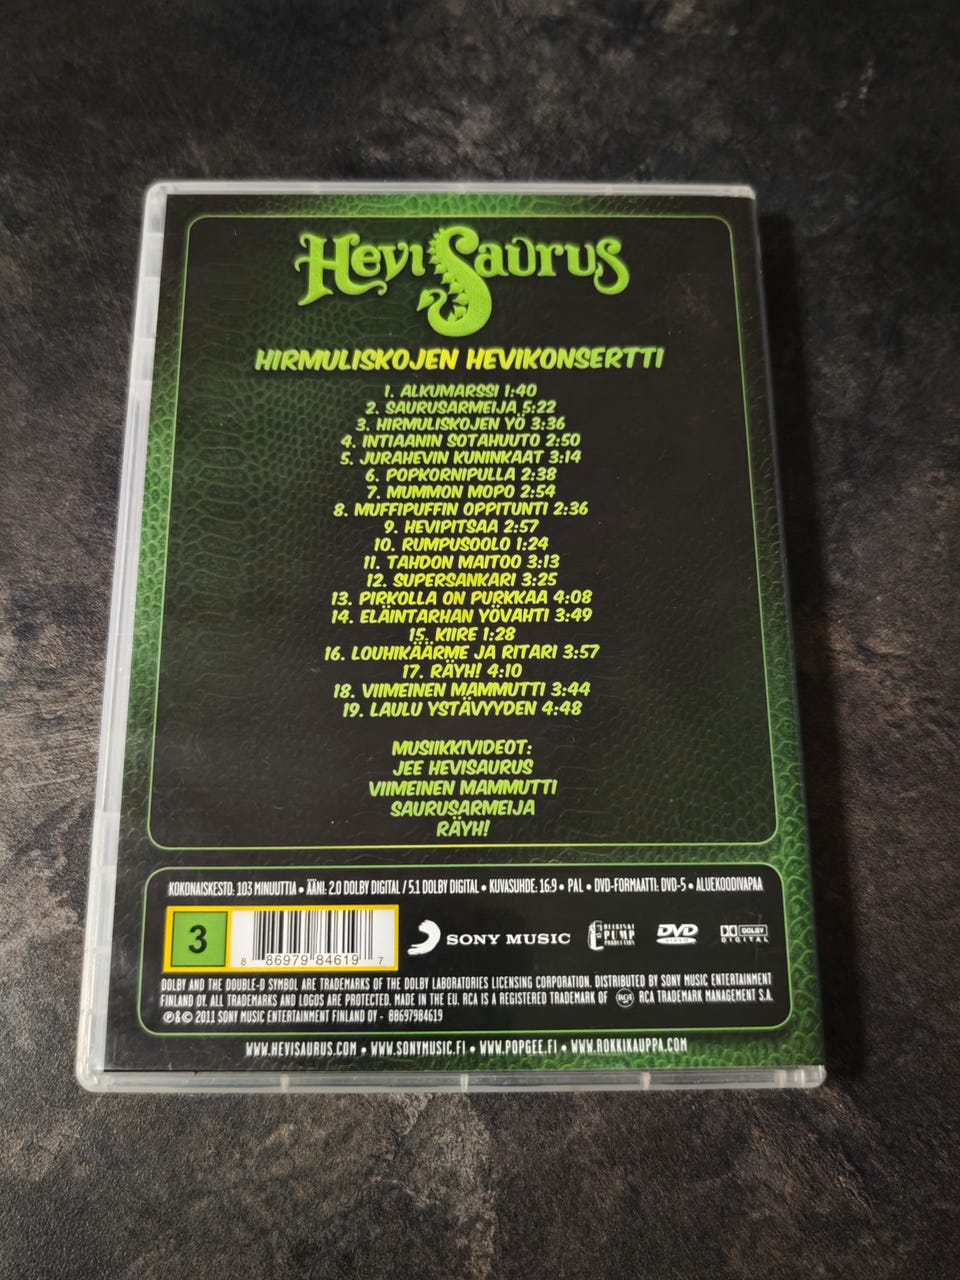 HeviSaurus
HIRMULISKOJEN HEVIKONSERTTI
1. ALKUMARSSI 1:40
2. SAURUSARMEIJA 5:22
3. HIRMULISKOJEN YÖ 3:36
4. INTIAANIN SOTAHUUTO 2:50
5. JURAHEVIN KUNINKAAT 3:14
6. POPKORNIPULLA 2:38
7. MUMMON MOPO 2:54
8. MUFFIPUFFIN OPPITUNTI 2:36
9. HEVIPITSAA 2:57
10. RUMPUSOOLO 1:24
11. TAHDON MAITOO 3:13
12. SUPERSANKARI 3:25
13. PIRKOLLA ON PURKKAA 4:08
14. ELÄINTARHAN YÖVAHTI 3:49
15. KIIRE 1:28
16. LOUHIKÄÄRME JA RITARI 3:57
17. RÄYH! 4:10
18. VIIMEINEN MAMMUTTI 3:44
19. LAULU YSTÄVYYDEN 4:48
MUSIIKKIVIDEOT:
JEE HEVISAURUS
VIIMEINEN MAMMUTTI
SAURUSARMEIJA
RÄYH!
KOKONAISKESTO: 103 MINUUTTIA • ÄÄNI: 2.0 DOLBY DIGITAL / 5.1 DOLBY DIGITAL • KUVASUHDE: 16:9 • PAL • DVD-FORMAATTI: DVD-5 • ALUEKOODIVAPAA
3
8 86979 84619 7
SONY MUSIC
ORIGINAL PUMP PRODUCTION
DVD VIDEO
DOLBY DIGITAL
DOLBY AND THE DOUBLE-D SYMBOL ARE TRADEMARKS OF THE DOLBY LABORATORIES LICENSING CORPORATION. DISTRIBUTED BY SONY MUSIC ENTERTAINMENT
FINLAND OY. ALL TRADEMARKS AND LOGOS ARE PROTECTED. MADE IN THE EU. RCA IS A REGISTERED TRADEMARK OF RCA RCA TRADEMARK MANAGEMENT S.A.
℗&© 2011 SONY MUSIC ENTERTAINMENT FINLAND OY - 88697984619
WWW.HEVISAURUS.COM • WWW.SONYMUSIC.FI • WWW.POPGEE.FI • WWW.ROKKIKAUPPA.COM